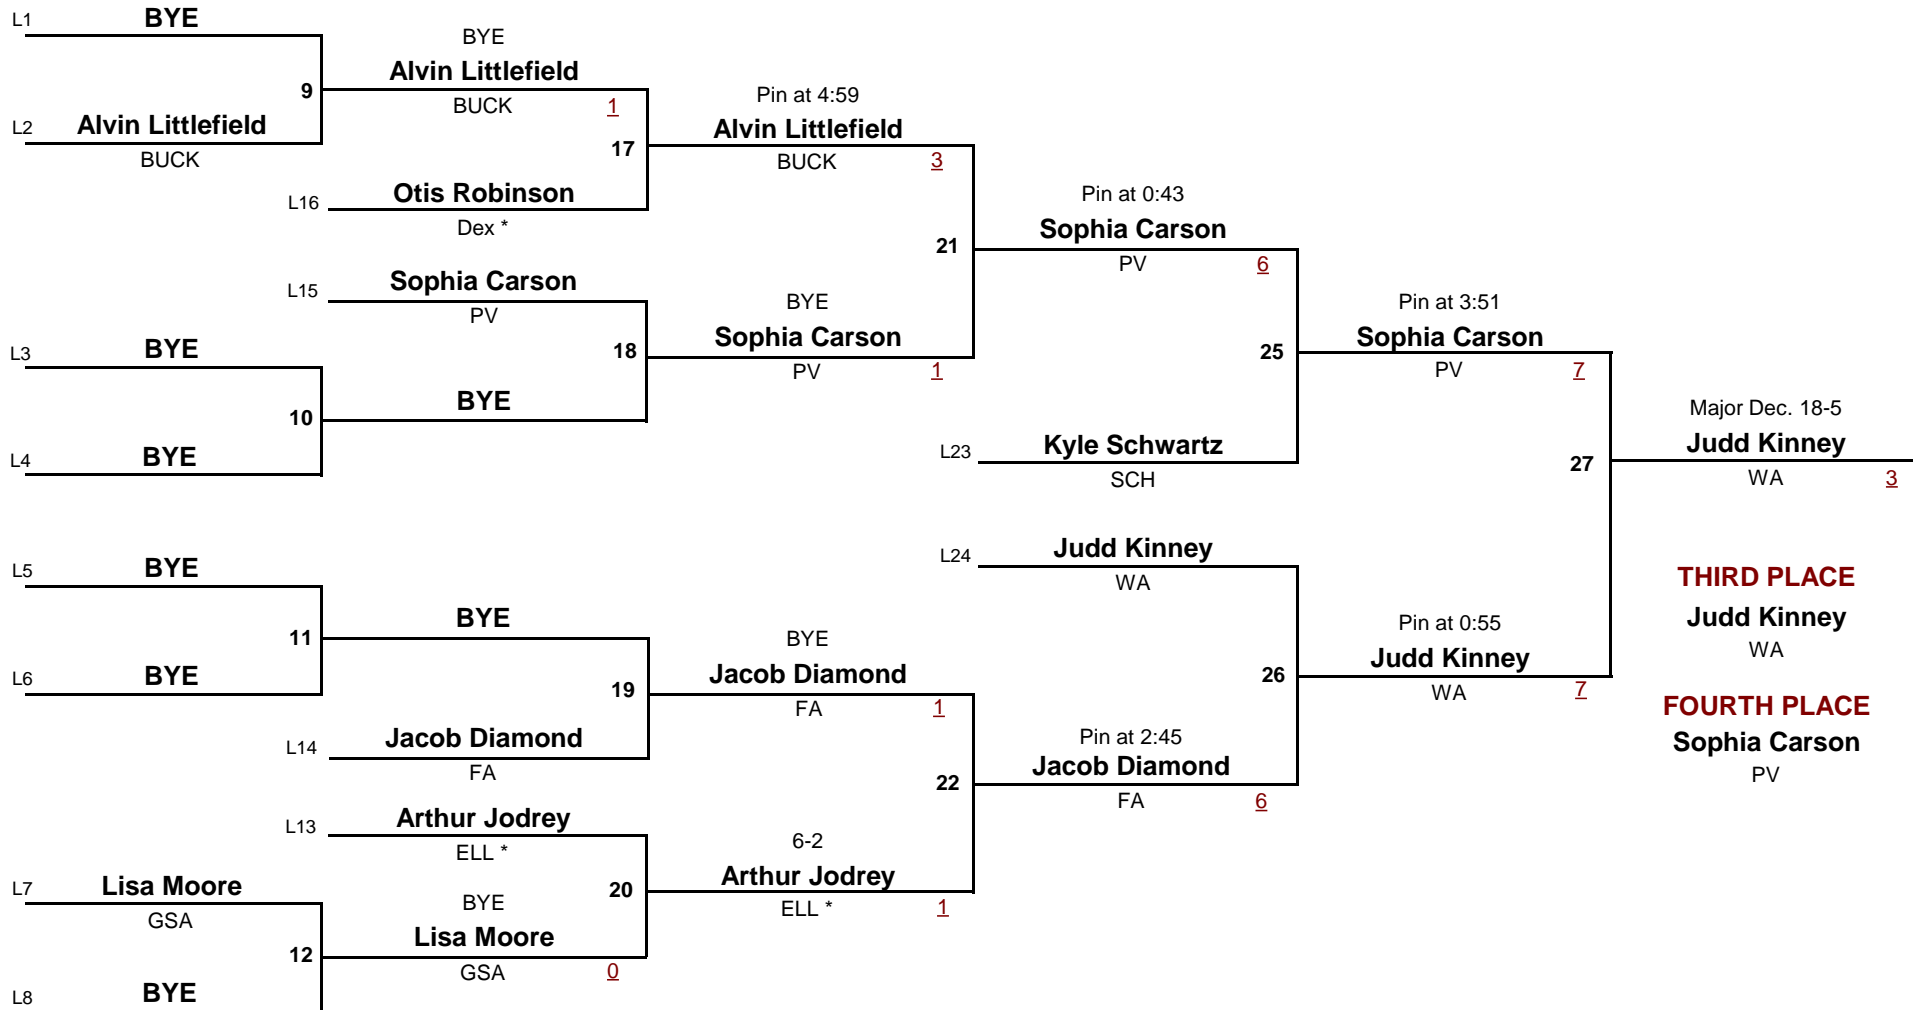 L1 BYE
9
L2 Alvin Littlefield
BUCK
BYE
Alvin Littlefield
BUCK 1
17
L16 Otis Robinson
Dex *
Pin at 4:59
Alvin Littlefield
BUCK 3
21
L15 Sophia Carson
PV
18
L3 BYE
10
BYE
L4 BYE
BYE
Sophia Carson
PV 1
Pin at 0:43
Sophia Carson
PV 6
25
L23 Kyle Schwartz
SCH
Pin at 3:51
Sophia Carson
PV 7
27
Major Dec. 18-5
Judd Kinney
WA 3
L5 BYE
11
BYE
L6 BYE
19
L14 Jacob Diamond
FA
BYE
Jacob Diamond
FA 1
22
L13 Arthur Jodrey
ELL *
20
L7 Lisa Moore
GSA
12
L8 BYE
BYE
Lisa Moore
GSA 0
6-2
Arthur Jodrey
ELL * 1
L24 Judd Kinney
WA
26
Pin at 2:45
Jacob Diamond
FA 6
Pin at 0:55
Judd Kinney
WA 7
THIRD PLACE
Judd Kinney
WA
FOURTH PLACE
Sophia Carson
PV